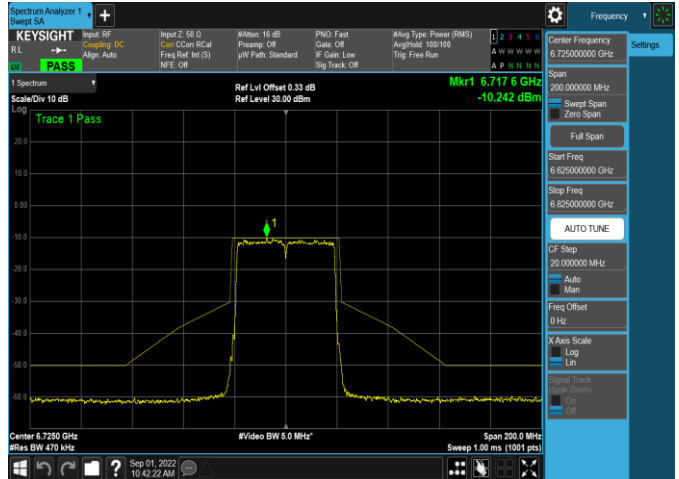 Spectrum Analyzer 1
Swept SA
KEYSIGHT
R L
PASS
Input: RF
Coupling: DC
Align: Auto
Input Z: 50 Ω
Corr CCorr RCal
Freq Ref: Int (S)
NFE: Off
#Atten: 16 dB
Preamp: Off
µW Path: Standard
PNO: Fast
Gate: Off
IF Gain: Low
Sig Track: Off
#Avg Type: Power (RMS)
Avg|Hold: 100/100
Trig: Free Run
1 2 3 4 5 6
A W W W W W
A P N N N N
1 Spectrum
Scale/Div 10 dB
Ref Lvl Offset 0.33 dB
Ref Level 30.00 dBm
Mkr1 6.717 6 GHz
-10.242 dBm
Log
Trace 1 Pass
20.0
10.0
0.00
1
-10.0
-20.0
-30.0
-40.0
-50.0
-60.0
Center 6.7250 GHz
#Res BW 470 kHz
#Video BW 5.0 MHz*
Span 200.0 MHz
Sweep 1.00 ms (1001 pts)
?
Sep 01, 2022
10:42:22 AM
Frequency
Settings
Center Frequency
6.725000000 GHz
Span
200.000000 MHz
Swept Span
Zero Span
Full Span
Start Freq
6.625000000 GHz
Stop Freq
6.825000000 GHz
AUTO TUNE
CF Step
20.000000 MHz
Auto
Man
Freq Offset
0 Hz
X Axis Scale
Log
Lin
Signal Track
(Span Zoom)
On
Off